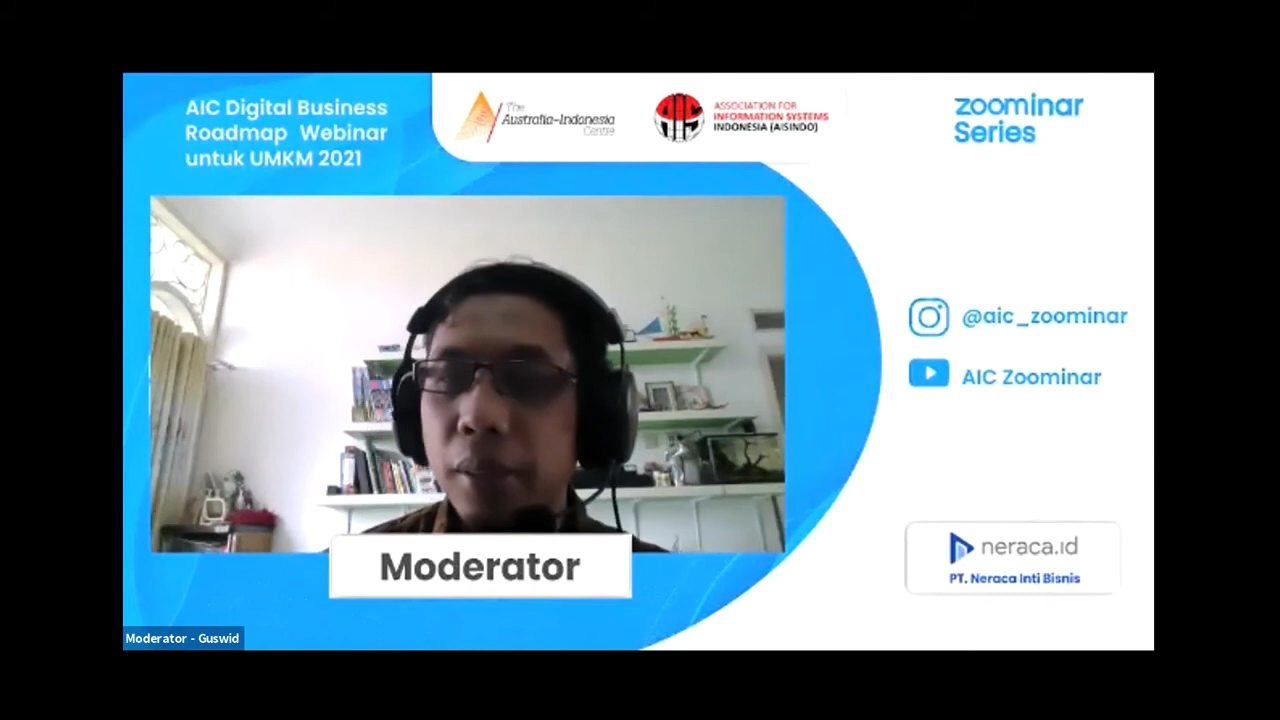 AIC Digital Business
Roadmap Webinar
untuk UMKM 2021
The
Australia-Indonesia
Centre
AIS
ASSOCIATION FOR
INFORMATION SYSTEMS
INDONESIA (AISINDO)
zoominar
Series
@aic_zoominar
AIC Zoominar
Moderator
neraca.id
PT. Neraca Inti Bisnis
Moderator - Guswid